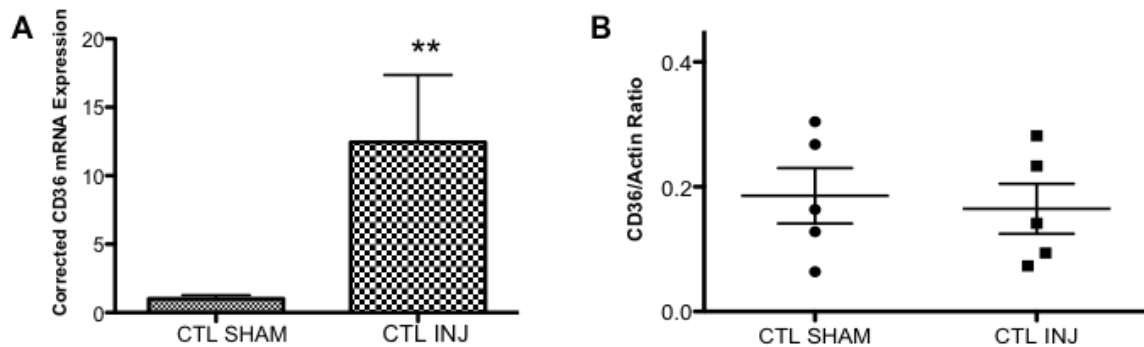 A
Corrected CD36 mRNA Expression
20
15
10
5
0
**
CTL SHAM
CTL INJ
B
CD36/Actin Ratio
0.4
0.2
0.0
CTL SHAM
CTL INJ